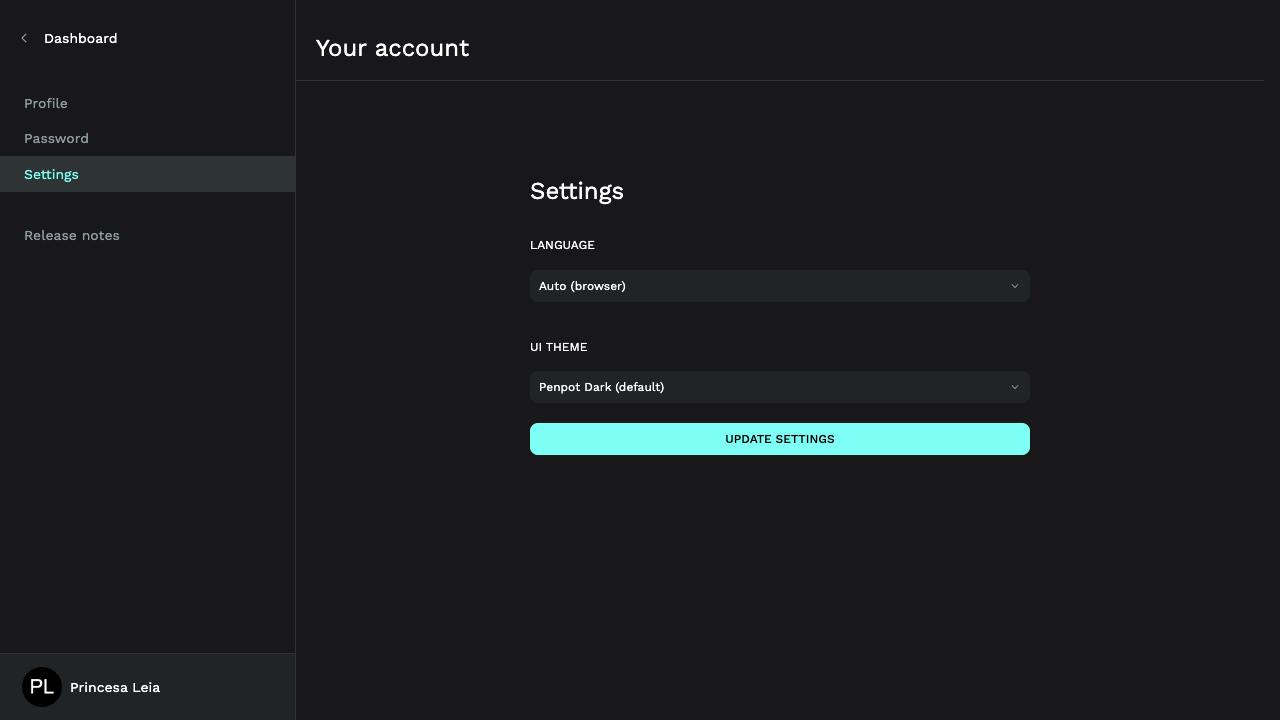 Dashboard
Profile
Password
Settings
Release notes
PL Princesa Leia
Your account
Settings
LANGUAGE
Auto (browser)
UI THEME
Penpot Dark (default)
UPDATE SETTINGS